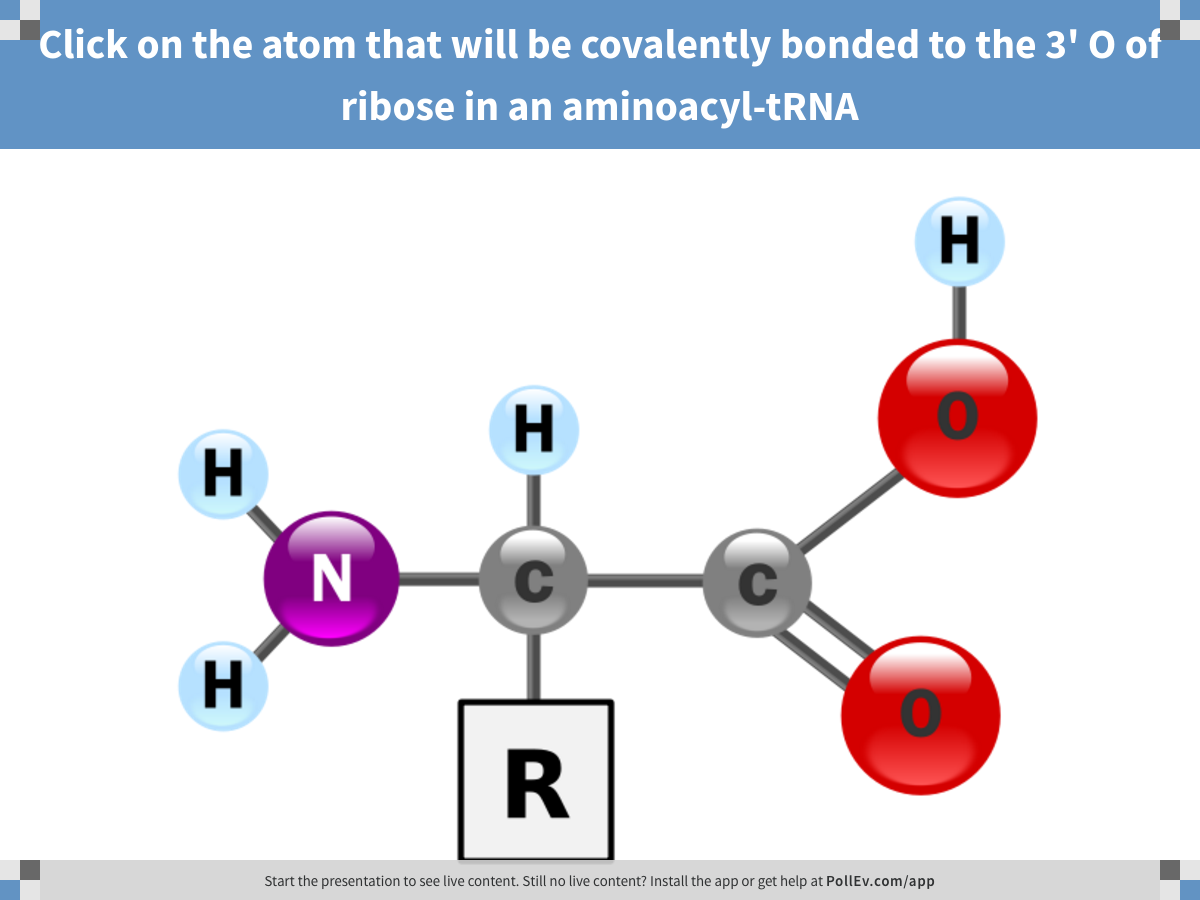 Click on the atom that will be covalently bonded to the 3' O of
ribose in an aminoacyl-tRNA
H
O
H
H
N
C
C
H
O
R
Start the presentation to see live content. Still no live content? Install the app or get help at PollEv.com/app